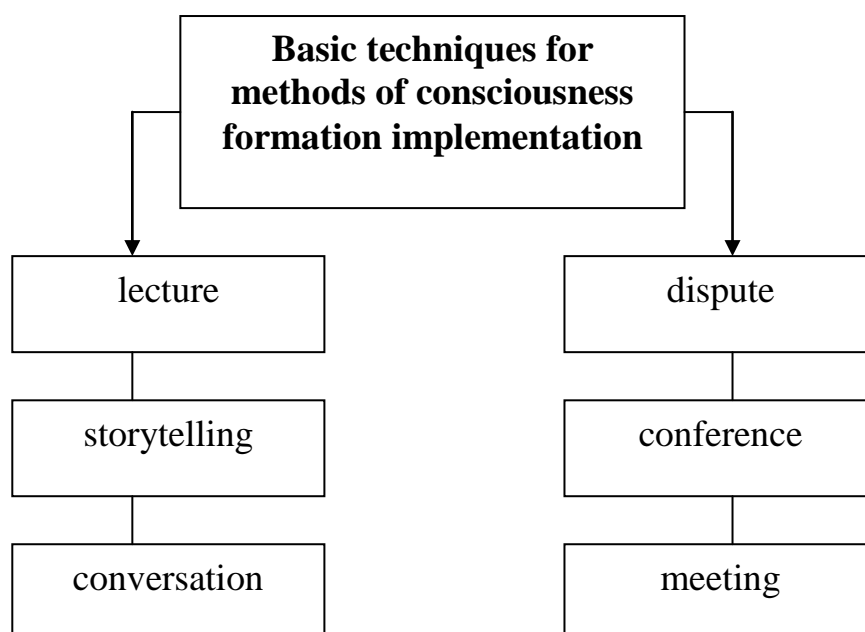 Basic techniques for
methods of consciousness
formation implementation
lecture
dispute
storytelling
conference
conversation
meeting